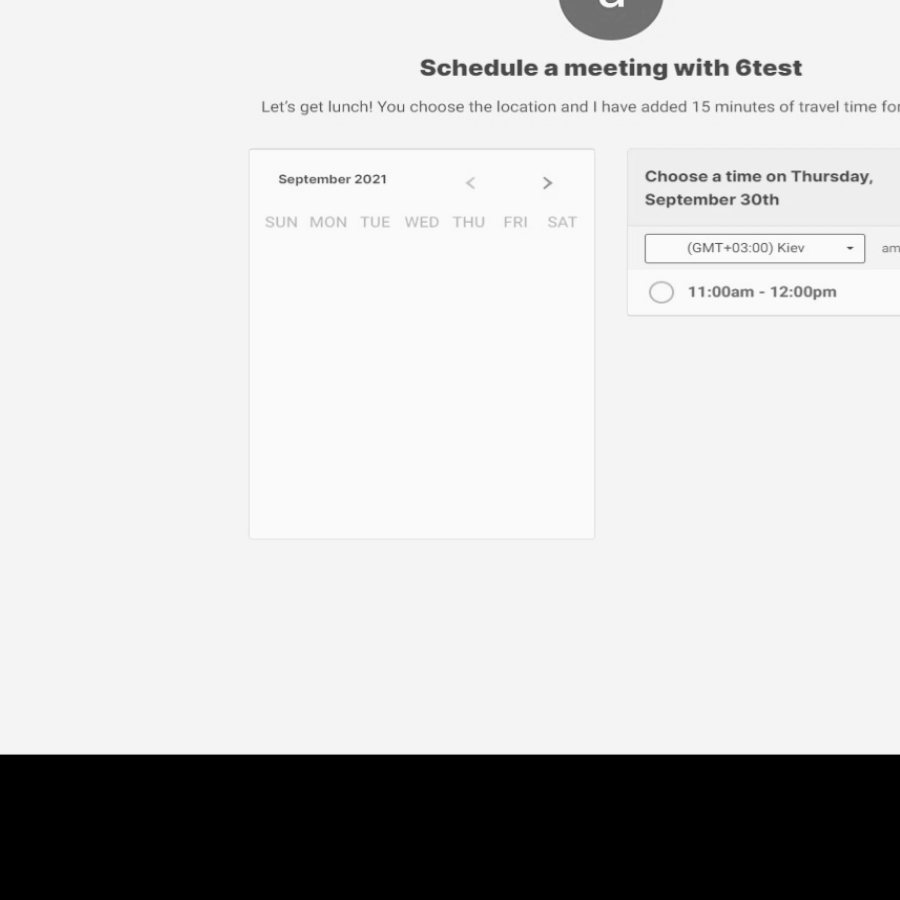 Schedule a meeting with 6test
Let's get lunch! You choose the location and I have added 15 minutes of travel time for
September 2021
SUN MON TUE WED THU FRI SAT
Choose a time on Thursday,
September 30th
(GMT+03:00) Kiev
am
11:00am - 12:00pm